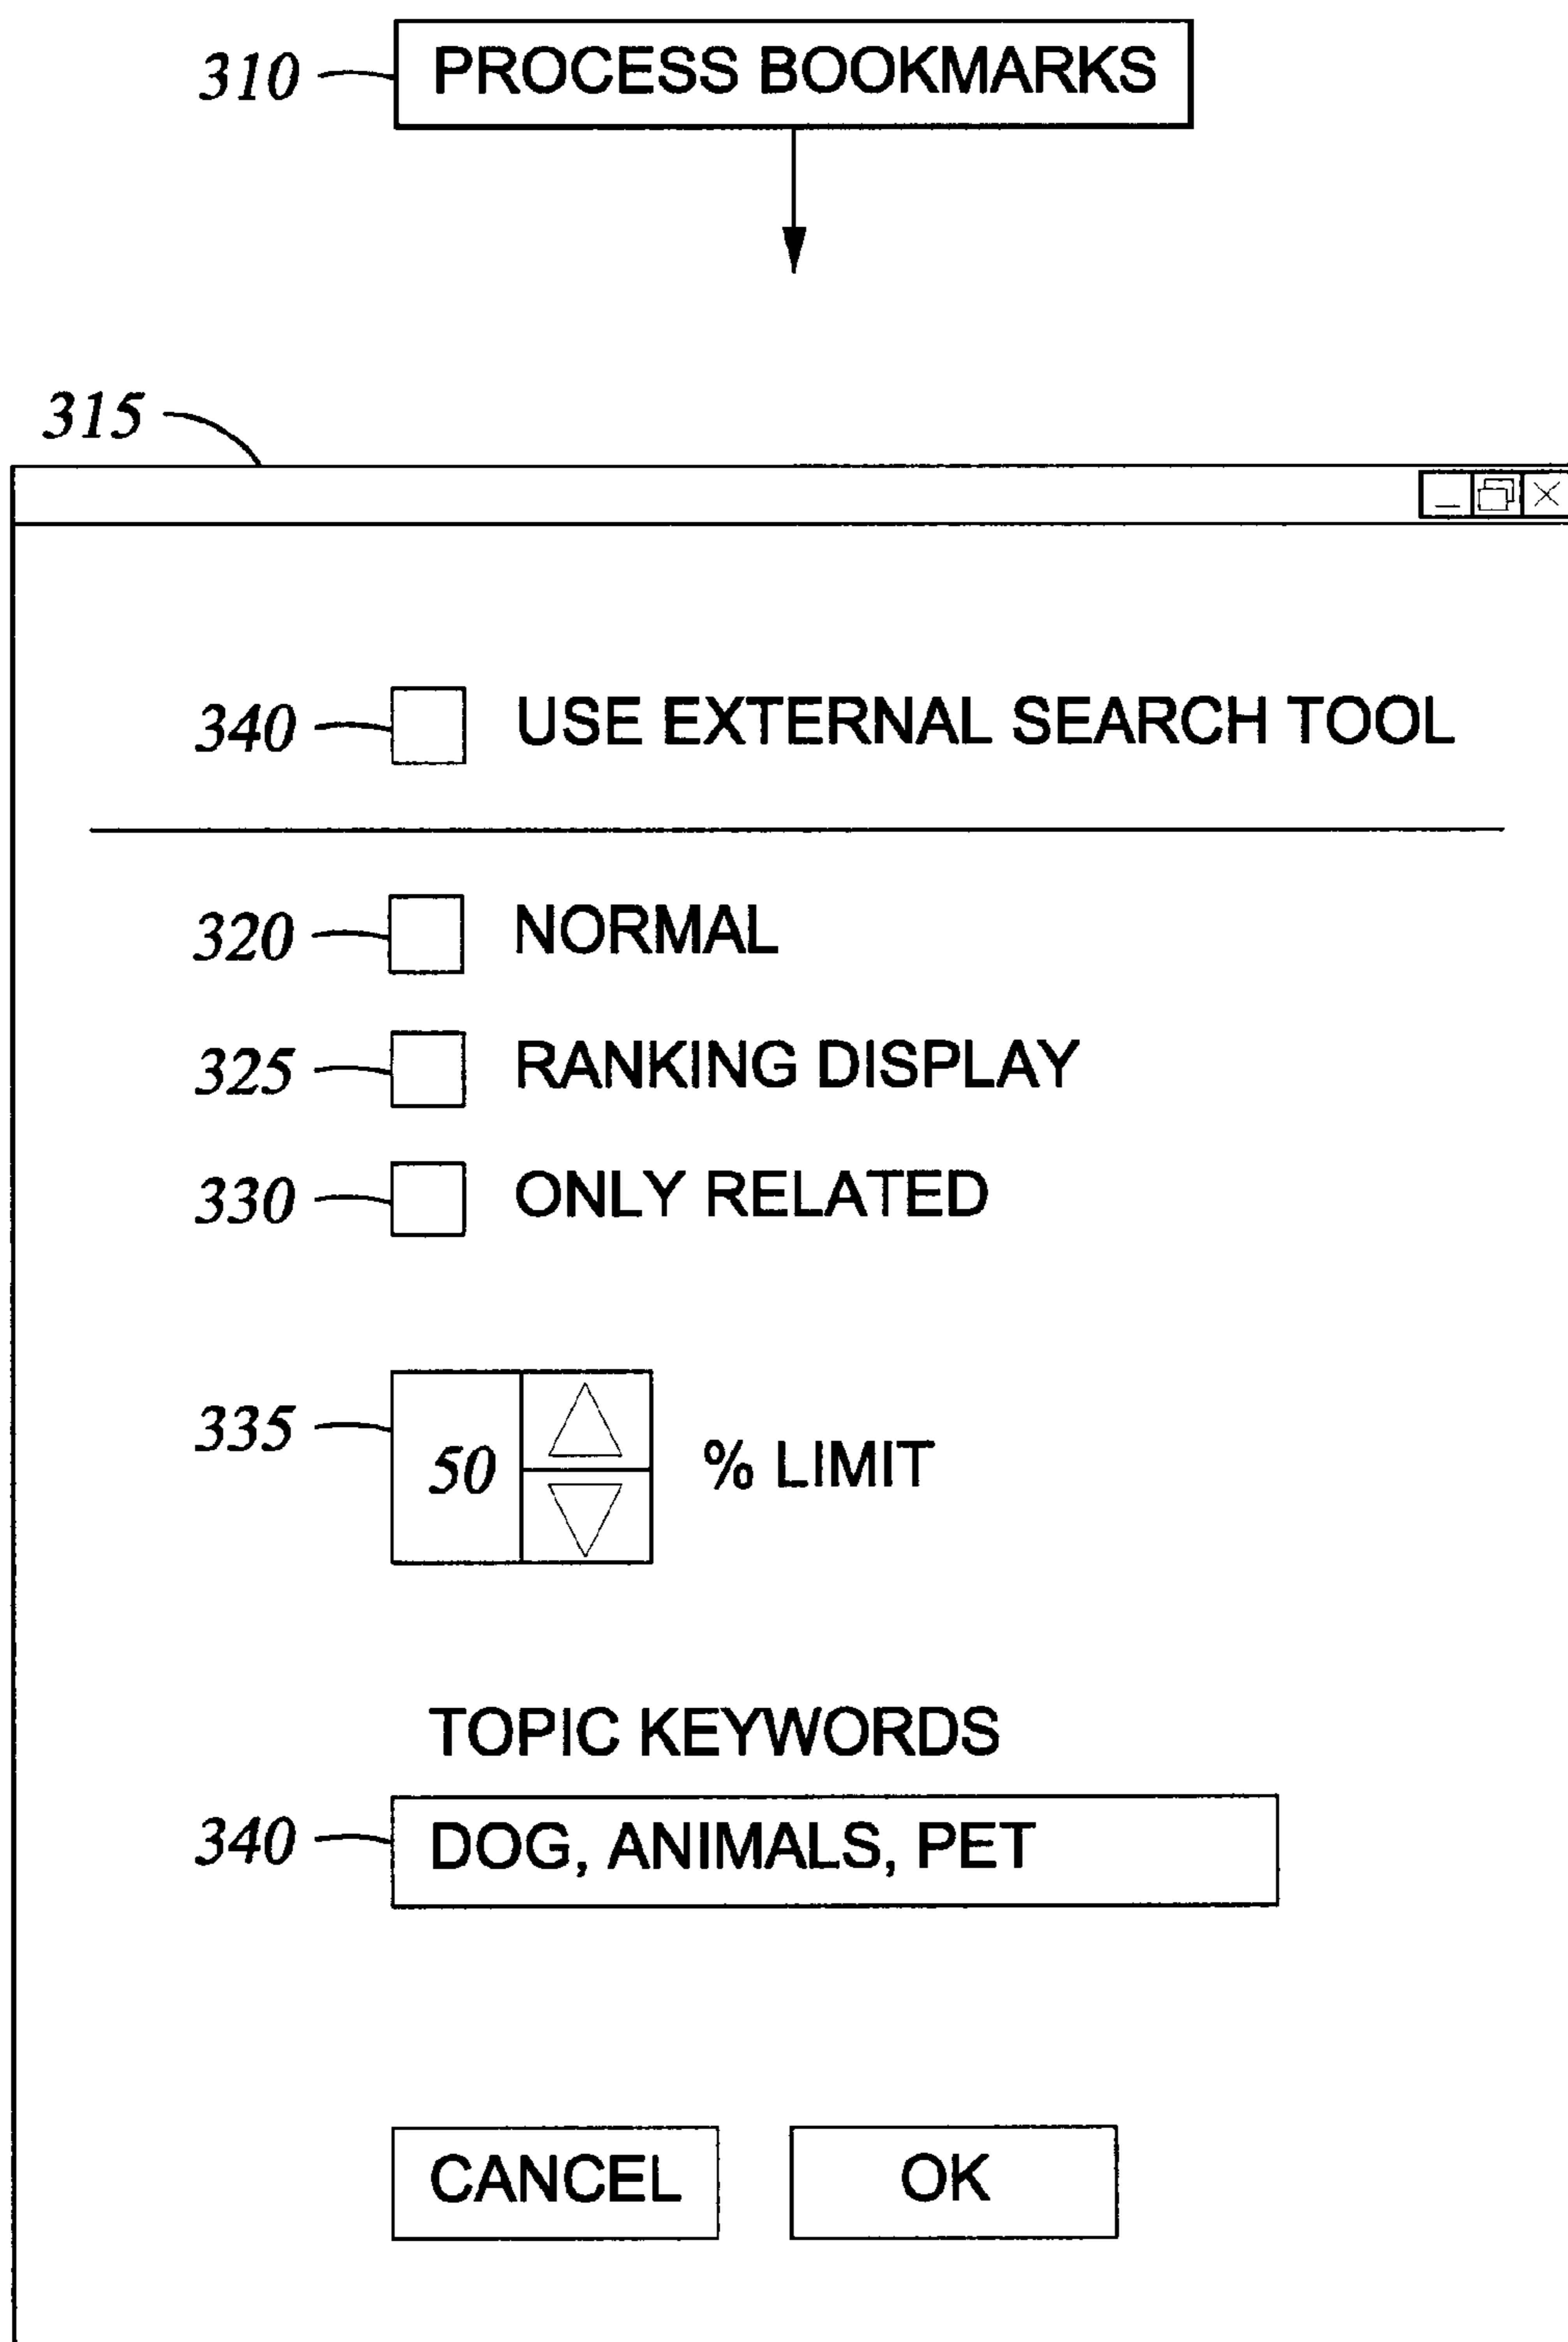 310 PROCESS BOOKMARKS
315
340 USE EXTERNAL SEARCH TOOL
320 NORMAL
325 RANKING DISPLAY
330 ONLY RELATED
335 50 % LIMIT
TOPIC KEYWORDS
340 DOG, ANIMALS, PET
CANCEL OK